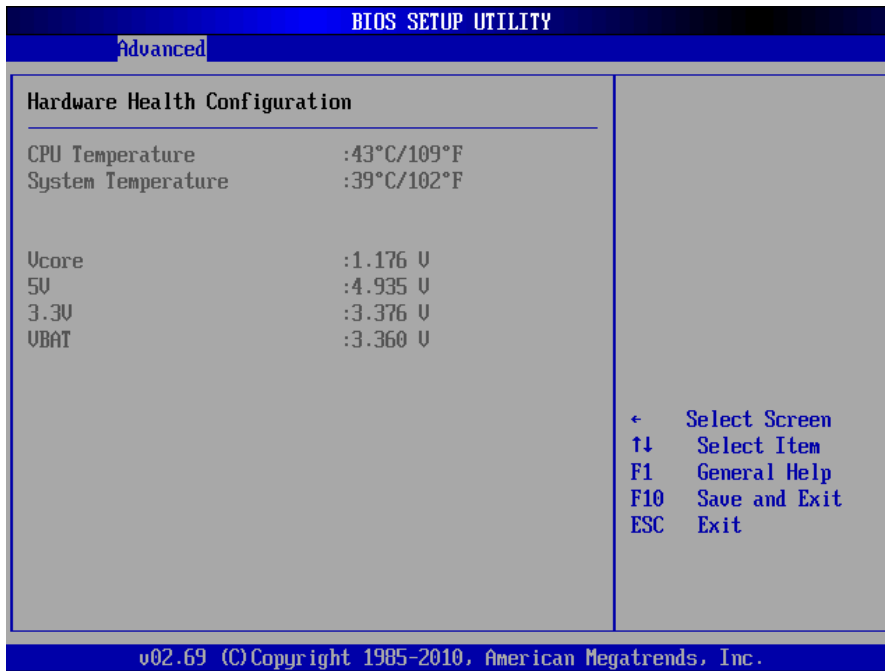 BIOS SETUP UTILITY
Advanced
Hardware Health Configuration
CPU Temperature :43°C/109°F
System Temperature :39°C/102°F
Vcore :1.176 V
5V :4.935 V
3.3V :3.376 V
VBAT :3.360 V
← Select Screen
↑↓ Select Item
F1 General Help
F10 Save and Exit
ESC Exit
v02.69 (C)Copyright 1985-2010, American Megatrends, Inc.